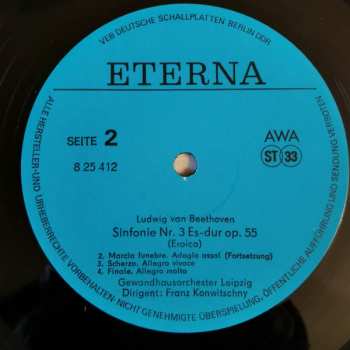 VEB DEUTSCHE SCHALLPLATTEN BERLIN DDR
ETERNA
SEITE 2
8 25 412
AWA
ST 33
Ludwig van Beethoven
Sinfonie Nr. 3 Es-dur op. 55
(Eroica)
2. Marcia funebre. Adagio assai (Fortsetzung)
3. Scherzo. Allegro vivace
4. Finale. Allegro molto
Gewandhausorchester Leipzig
Dirigent: Franz Konwitschny
ALLE HERSTELLER-UND URHEBERRECHTE VORBEHALTEN. NICHT GENEHMIGTE ÜBERSPIELUNG, ÖFFENTLICHE AUFFÜHRUNG UND SENDUNG VERBOTEN